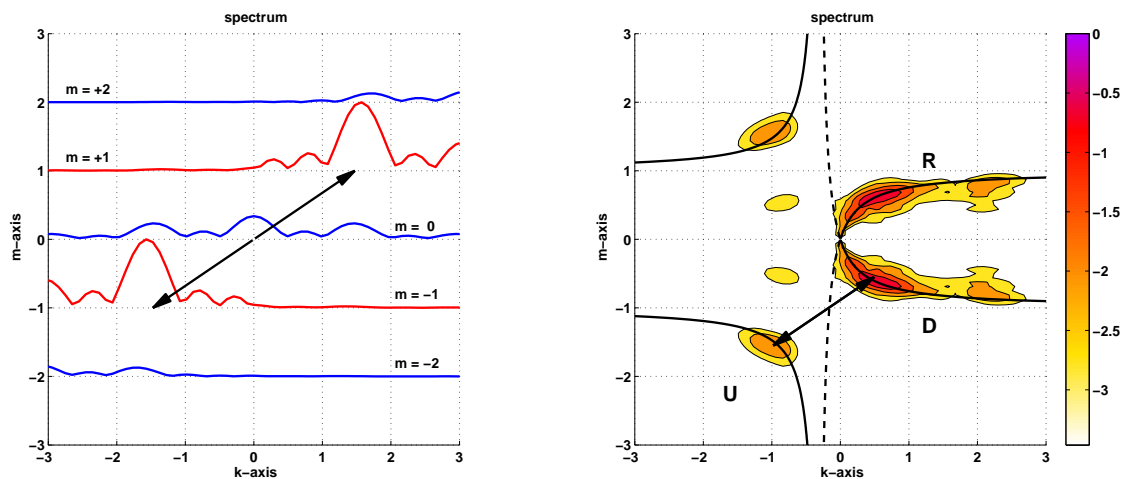 spectrum
3
2
1
0
−1
−2
−3
m−axis
m = +2
m = +1
m = 0
m = −1
m = −2
−3 −2 −1 0 1 2 3
k−axis
spectrum
3
2
1
0
−1
−2
−3
m−axis
R
D
U
−3 −2 −1 0 1 2 3
k−axis
0
−0.5
−1
−1.5
−2
−2.5
−3